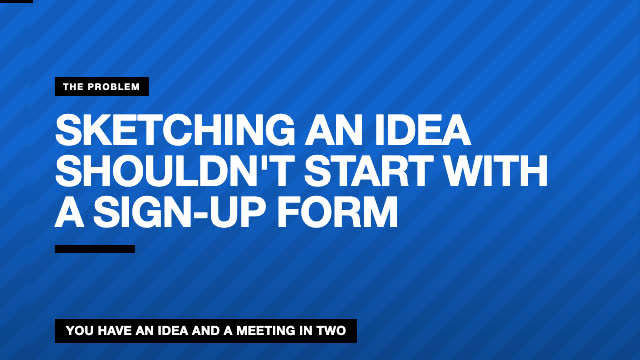 THE PROBLEM
SKETCHING AN IDEA
SHOULDN'T START WITH
A SIGN-UP FORM
YOU HAVE AN IDEA AND A MEETING IN TWO